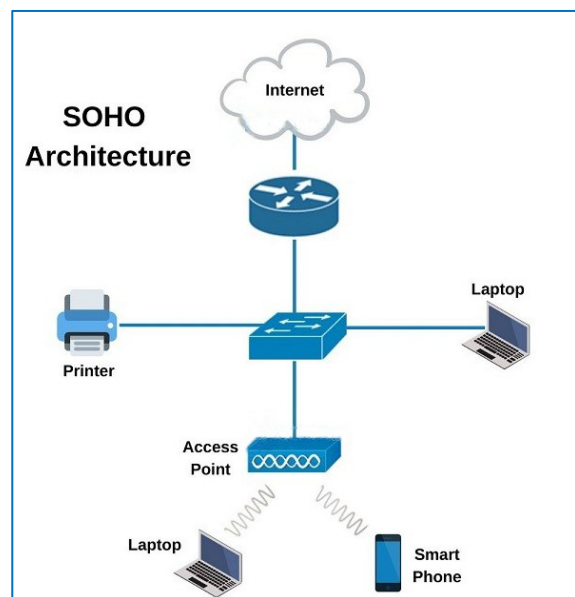 Internet
SOHO
Architecture
Laptop
Printer
Access
Point
Laptop
Smart
Phone